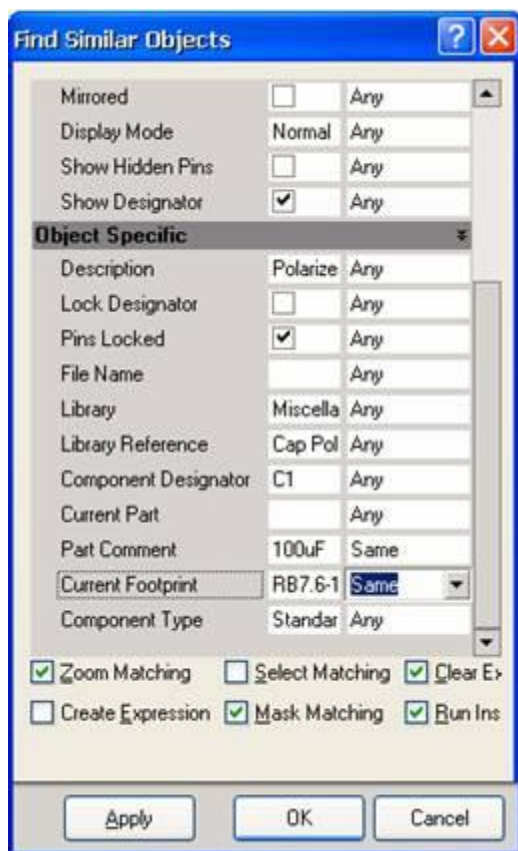 Find Similar Objects
Mirrored Any
Display Mode Normal Any
Show Hidden Pins Any
Show Designator Any
Object Specific
Description Polarize Any
Lock Designator Any
Pins Locked Any
File Name Any
Library Miscella Any
Library Reference Cap Pol Any
Component Designator C1 Any
Current Part Any
Part Comment 100uF Same
Current Footprint RB7.6-1 Same
Component Type Standar Any
Zoom Matching Select Matching Clear Ex
Create Expression Mask Matching Run Ins
Apply OK Cancel